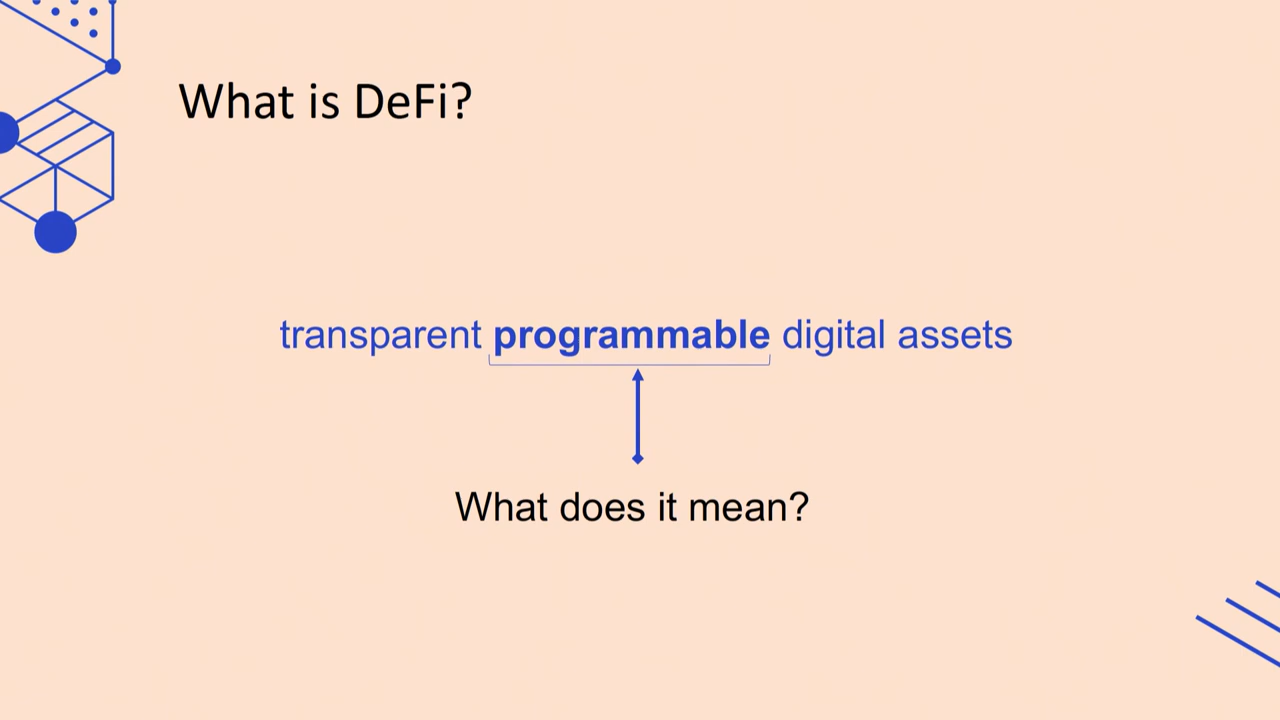 What is DeFi?
transparent programmable digital assets
What does it mean?